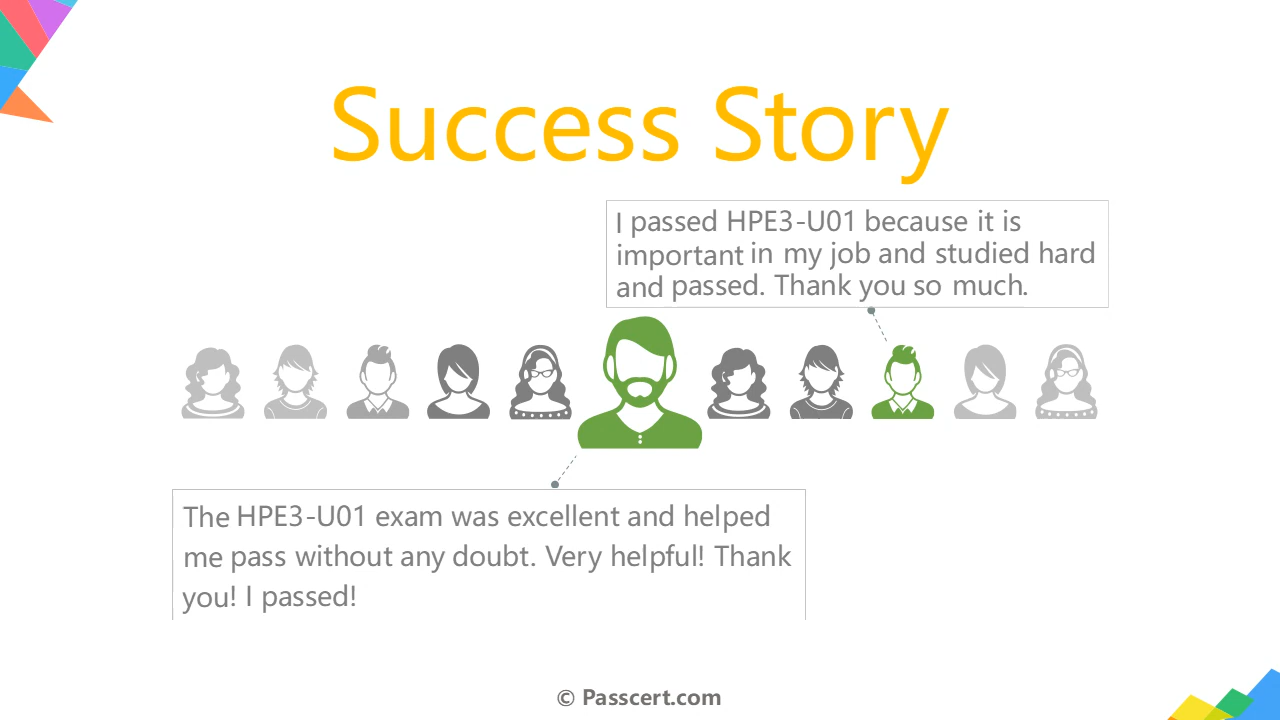 Success Story
I passed HPE3-U01 because it is
important in my job and studied hard
and passed. Thank you so much.
The HPE3-U01 exam was excellent and helped
me pass without any doubt. Very helpful! Thank
you! I passed!
© Passcert.com